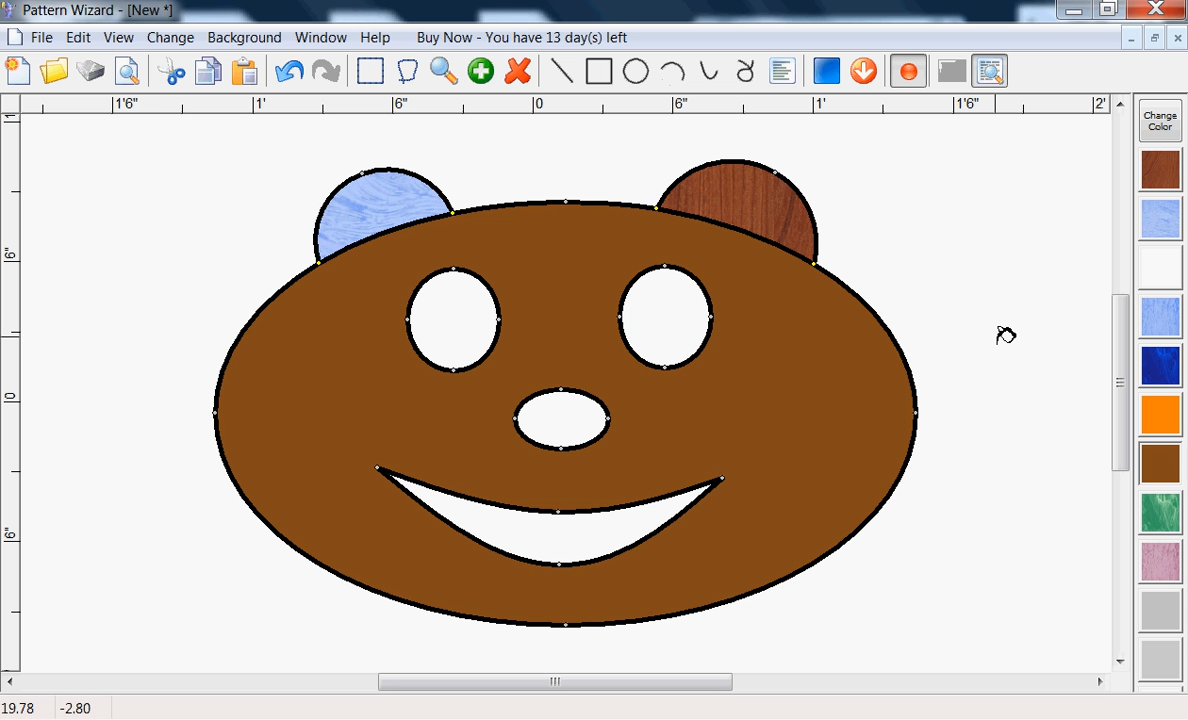 Pattern Wizard - [New *]
File Edit View Change Background Window Help Buy Now - You have 13 day(s) left
1'6" 1' 6" 0 6" 1' 1'6" 2'
Change
Color
1
6"
0
6"
19.78 -2.80